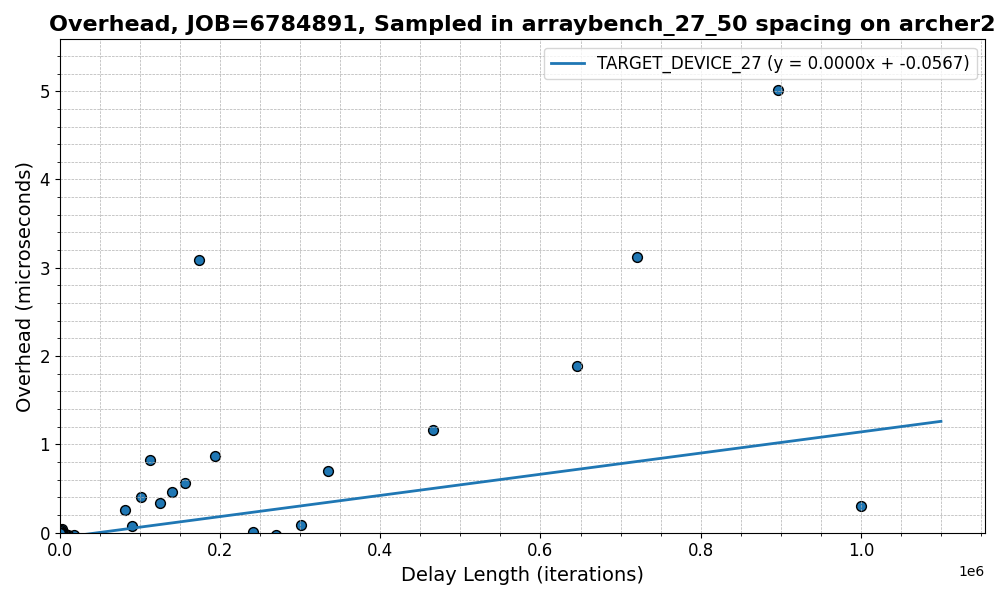 Overhead, JOB=6784891, Sampled in arraybench_27_50 spacing on archer2
TARGET_DEVICE_27 (y = 0.0000x + -0.0567)
Overhead (microseconds)
5
4
3
2
1
0
0.0 0.2 0.4 0.6 0.8 1.0
1e6
Delay Length (iterations)